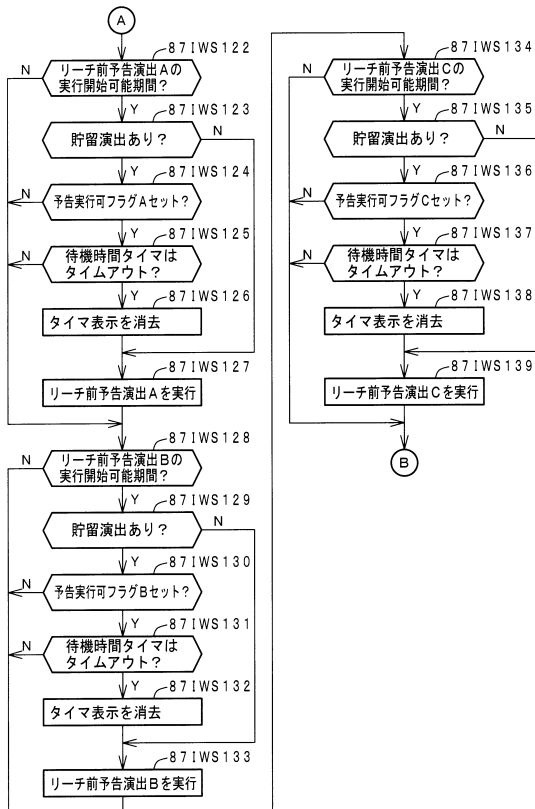 A
87IWS122
リーチ前予告演出Aの
実行開始可能期間？
N
Y
87IWS123
貯留演出あり？
N
Y
87IWS124
予告実行可フラグAセット？
N
Y
87IWS125
待機時間タイマは
タイムアウト？
N
Y
87IWS126
タイマ表示を消去
87IWS127
リーチ前予告演出Aを実行
87IWS128
リーチ前予告演出Bの
実行開始可能期間？
N
Y
87IWS129
貯留演出あり？
N
Y
87IWS130
予告実行可フラグBセット？
N
Y
87IWS131
待機時間タイマは
タイムアウト？
N
Y
87IWS132
タイマ表示を消去
87IWS133
リーチ前予告演出Bを実行
87IWS134
リーチ前予告演出Cの
実行開始可能期間？
N
Y
87IWS135
貯留演出あり？
N
Y
87IWS136
予告実行可フラグCセット？
N
Y
87IWS137
待機時間タイマは
タイムアウト？
N
Y
87IWS138
タイマ表示を消去
87IWS139
リーチ前予告演出Cを実行
B